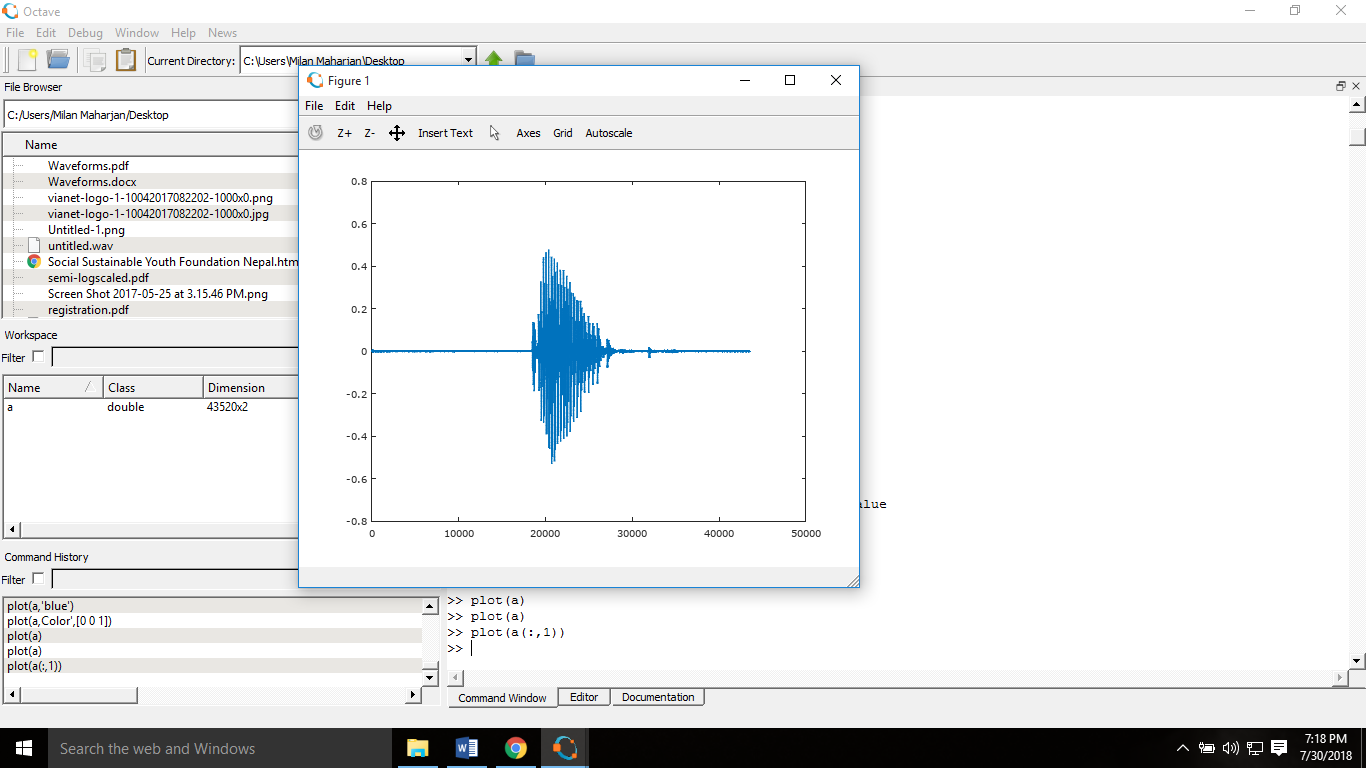 Octave
File Edit Debug Window Help News
Current Directory: C:\Users\Milan Maharjan\Desktop
File Browser
C:/Users/Milan Maharjan/Desktop
Name
Waveforms.pdf
Waveforms.docx
vianet-logo-1-10042017082202-1000x0.png
vianet-logo-1-10042017082202-1000x0.jpg
Untitled-1.png
untitled.wav
Social Sustainable Youth Foundation Nepal.htm
semi-logscaled.pdf
Screen Shot 2017-05-25 at 3.15.46 PM.png
registration.pdf
Workspace
Filter
Name Class Dimension
a double 43520x2
Command History
Filter
plot(a,'blue')
plot(a,Color',[0 0 1])
plot(a)
plot(a)
plot(a(:,1))
Figure 1
File Edit Help
Z+ Z- Insert Text Axes Grid Autoscale
0.8
0.6
0.4
0.2
0
-0.2
-0.4
-0.6
-0.8
0 10000 20000 30000 40000 50000
alue
>> plot(a)
>> plot(a)
>> plot(a(:,1))
>>
Command Window Editor Documentation
Search the web and Windows
7:18 PM
7/30/2018